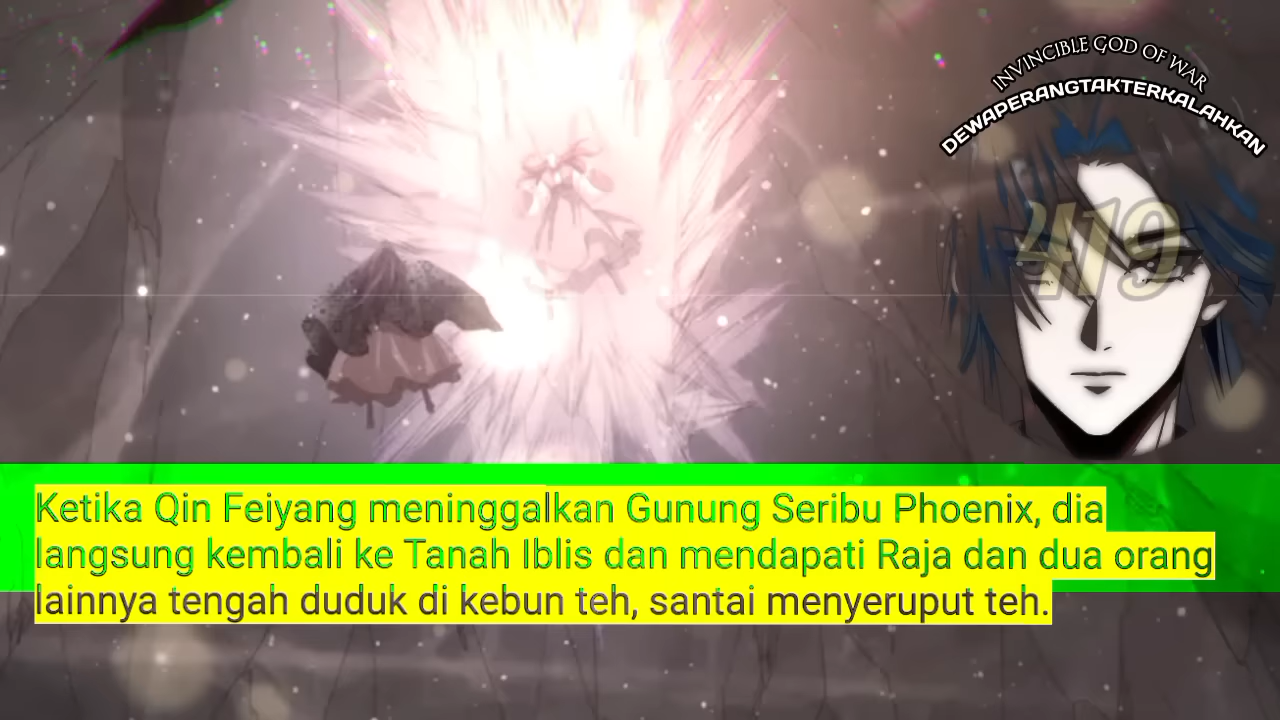 INVINCIBLE GOD OF WAR
DEWAPERANGTAKTERKALAHKAN
419
Ketika Qin Feiyang meninggalkan Gunung Seribu Phoenix, dia
langsung kembali ke Tanah Iblis dan mendapati Raja dan dua orang
lainnya tengah duduk di kebun teh, santai menyeruput teh.